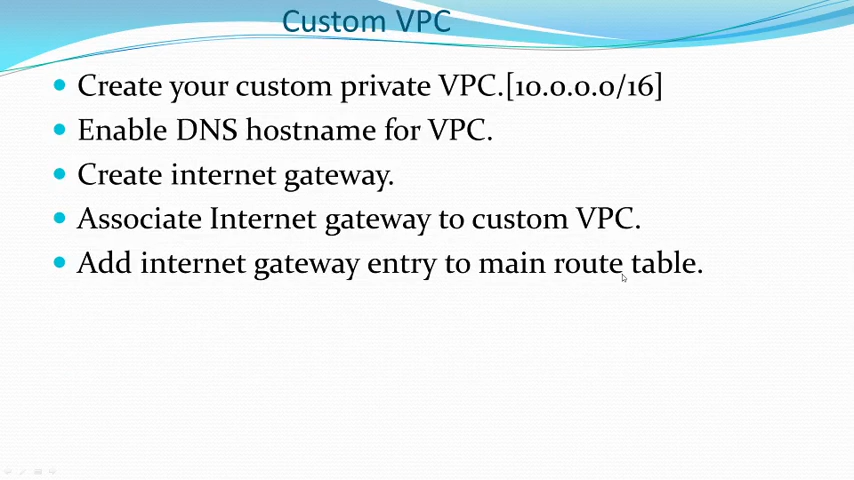 Custom VPC
Create your custom private VPC.[10.0.0.0/16]
Enable DNS hostname for VPC.
Create internet gateway.
Associate Internet gateway to custom VPC.
Add internet gateway entry to main route table.